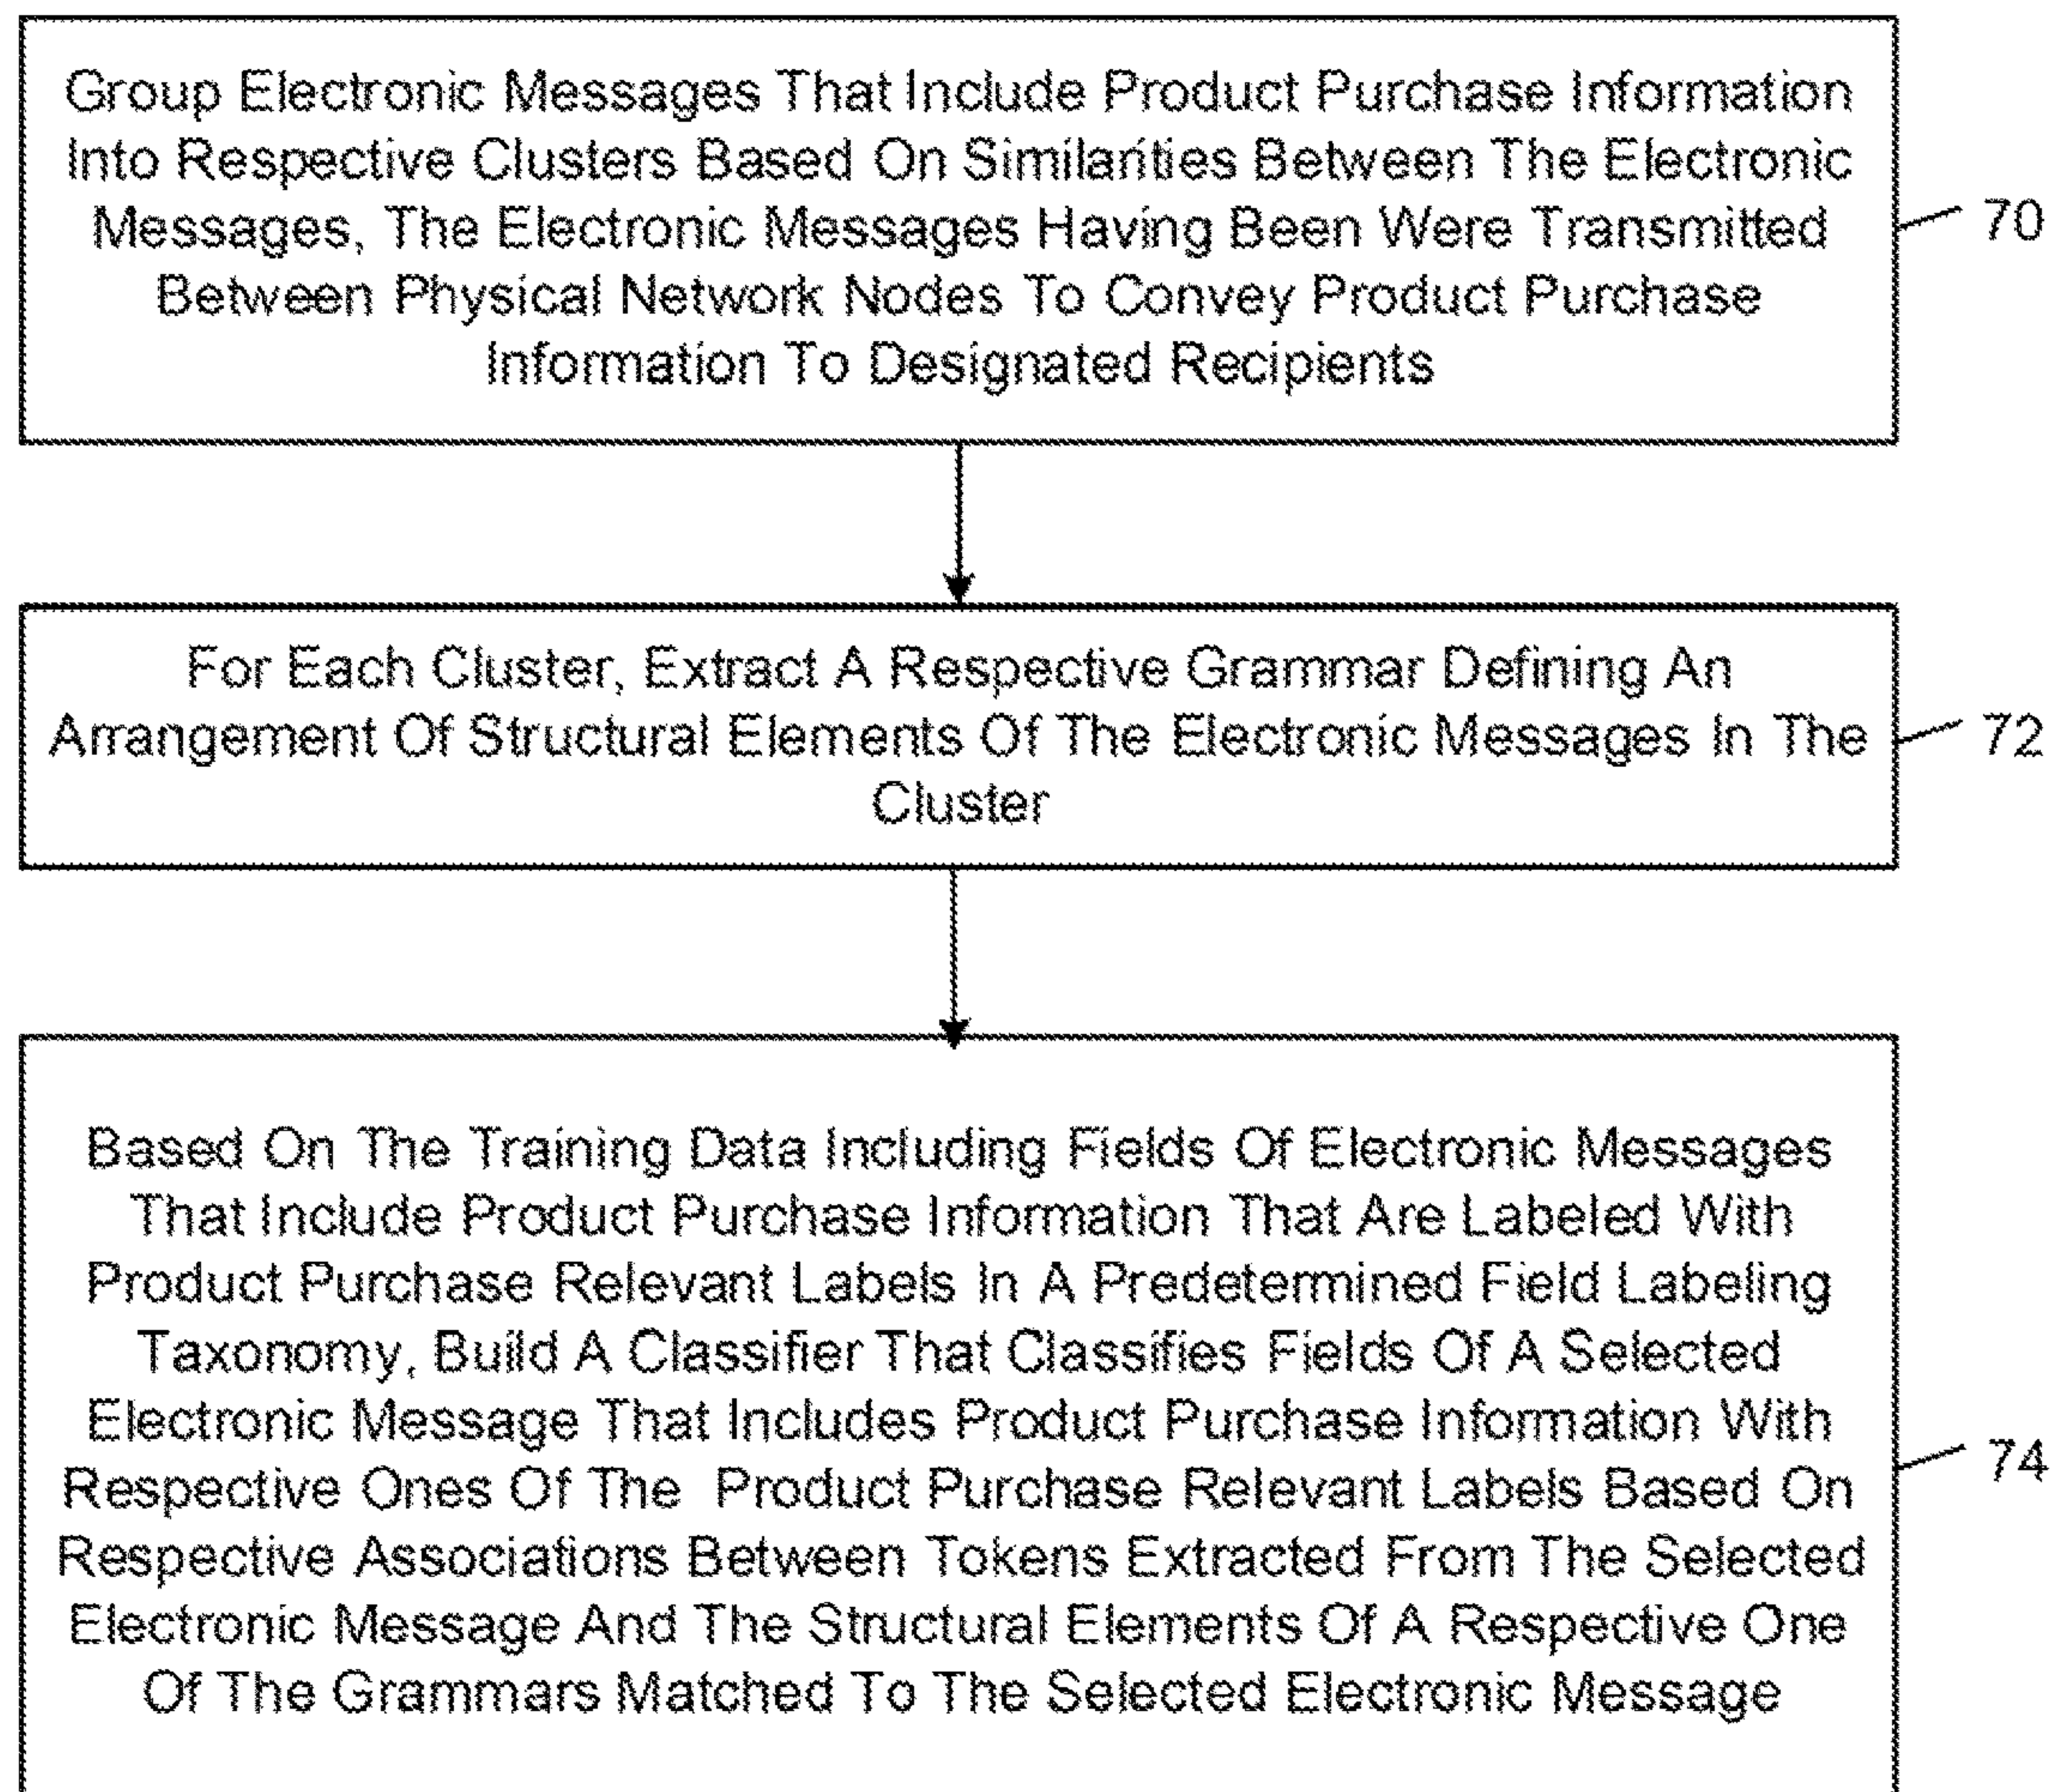 Group Electronic Messages That Include Product Purchase Information
Into Respective Clusters Based On Similarities Between The Electronic
Messages, The Electronic Messages Having Been Were Transmitted
Between Physical Network Nodes To Convey Product Purchase
Information To Designated Recipients
70
For Each Cluster, Extract A Respective Grammar Defining An
Arrangement Of Structural Elements Of The Electronic Messages In The
Cluster
72
Based On The Training Data Including Fields Of Electronic Messages
That Include Product Purchase Information That Are Labeled With
Product Purchase Relevant Labels In A Predetermined Field Labeling
Taxonomy, Build A Classifier That Classifies Fields Of A Selected
Electronic Message That Includes Product Purchase Information With
Respective Ones Of The Product Purchase Relevant Labels Based On
Respective Associations Between Tokens Extracted From The Selected
Electronic Message And The Structural Elements Of A Respective One
Of The Grammars Matched To The Selected Electronic Message
74